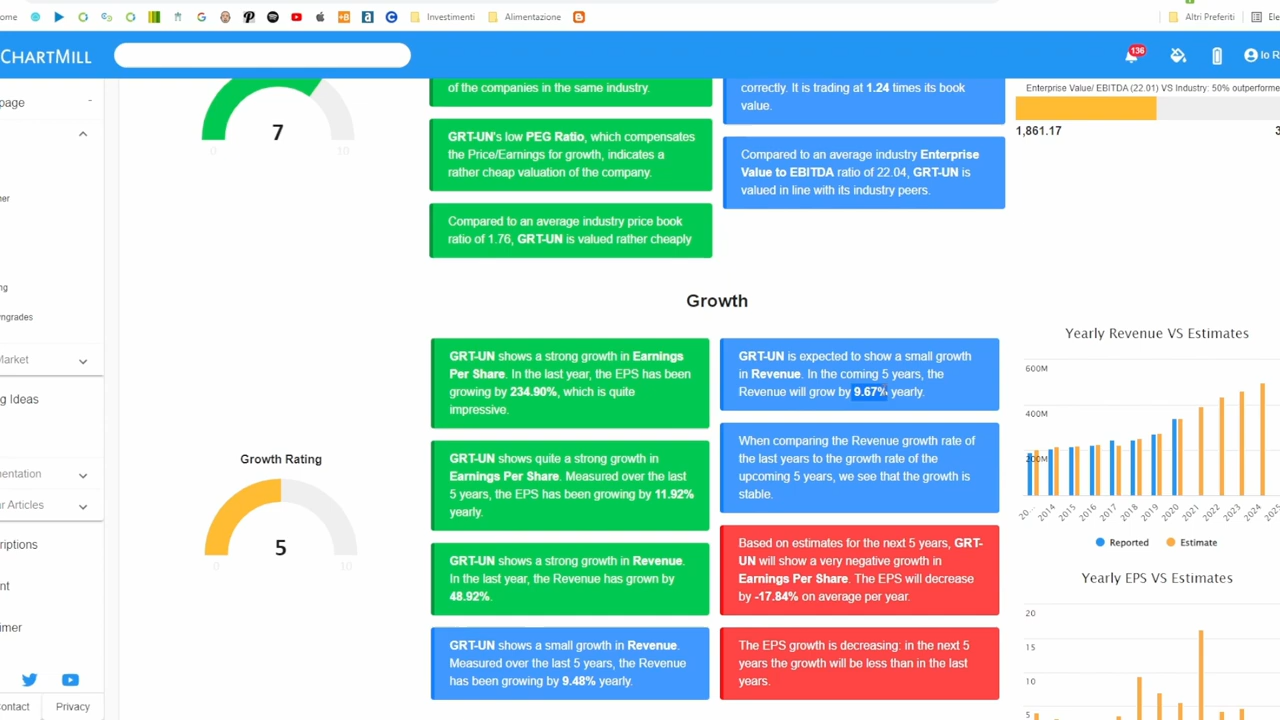 ome
Investimenti
Alimentazione
Altri Preferiti
Ele
CHARTMILL
136
Io R
page
-
er
ng
wngrades
Market
g Ideas
entation
r Articles
riptions
nt
imer
ontact
Privacy
7
0
10
of the companies in the same industry.
GRT-UN's low PEG Ratio, which compensates
the Price/Earnings for growth, indicates a
rather cheap valuation of the company.
Compared to an average industry price book
ratio of 1.76, GRT-UN is valued rather cheaply
correctly. It is trading at 1.24 times its book
value.
Compared to an average industry Enterprise
Value to EBITDA ratio of 22.04, GRT-UN is
valued in line with its industry peers.
Enterprise Value/ EBITDA (22.01) VS Industry: 50% outperforme
1,861.17
3
Growth
Growth Rating
5
0
10
GRT-UN shows a strong growth in Earnings
Per Share. In the last year, the EPS has been
growing by 234.90%, which is quite
impressive.
GRT-UN shows quite a strong growth in
Earnings Per Share. Measured over the last
5 years, the EPS has been growing by 11.92%
yearly.
GRT-UN shows a strong growth in Revenue.
In the last year, the Revenue has grown by
48.92%.
GRT-UN shows a small growth in Revenue.
Measured over the last 5 years, the Revenue
has been growing by 9.48% yearly.
GRT-UN is expected to show a small growth
in Revenue. In the coming 5 years, the
Revenue will grow by 9.67% yearly.
When comparing the Revenue growth rate of
the last years to the growth rate of the
upcoming 5 years, we see that the growth is
stable.
Based on estimates for the next 5 years, GRT-
UN will show a very negative growth in
Earnings Per Share. The EPS will decrease
by -17.84% on average per year.
The EPS growth is decreasing: in the next 5
years the growth will be less than in the last
years.
Yearly Revenue VS Estimates
600M
400M
200M
20... 2014 2015 2016 2017 2018 2019 2020 2021 2022 2023 2024 2025
Reported Estimate
Yearly EPS VS Estimates
20
15
10
5